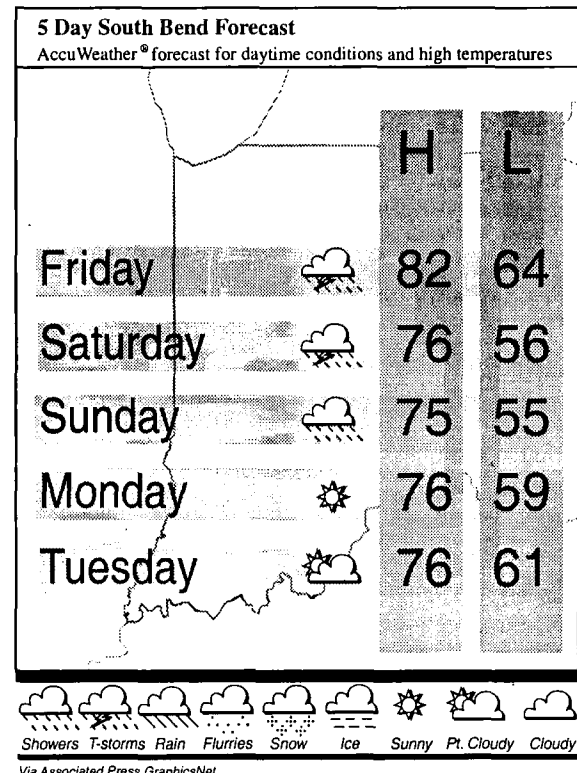 5 Day South Bend Forecast
AccuWeather® forecast for daytime conditions and high temperatures
H L
Friday 82 64
Saturday 76 56
Sunday 75 55
Monday 76 59
Tuesday 76 61
Showers T-storms Rain Flurries Snow Ice Sunny Pt. Cloudy Cloudy
Via Associated Press GraphicsNet